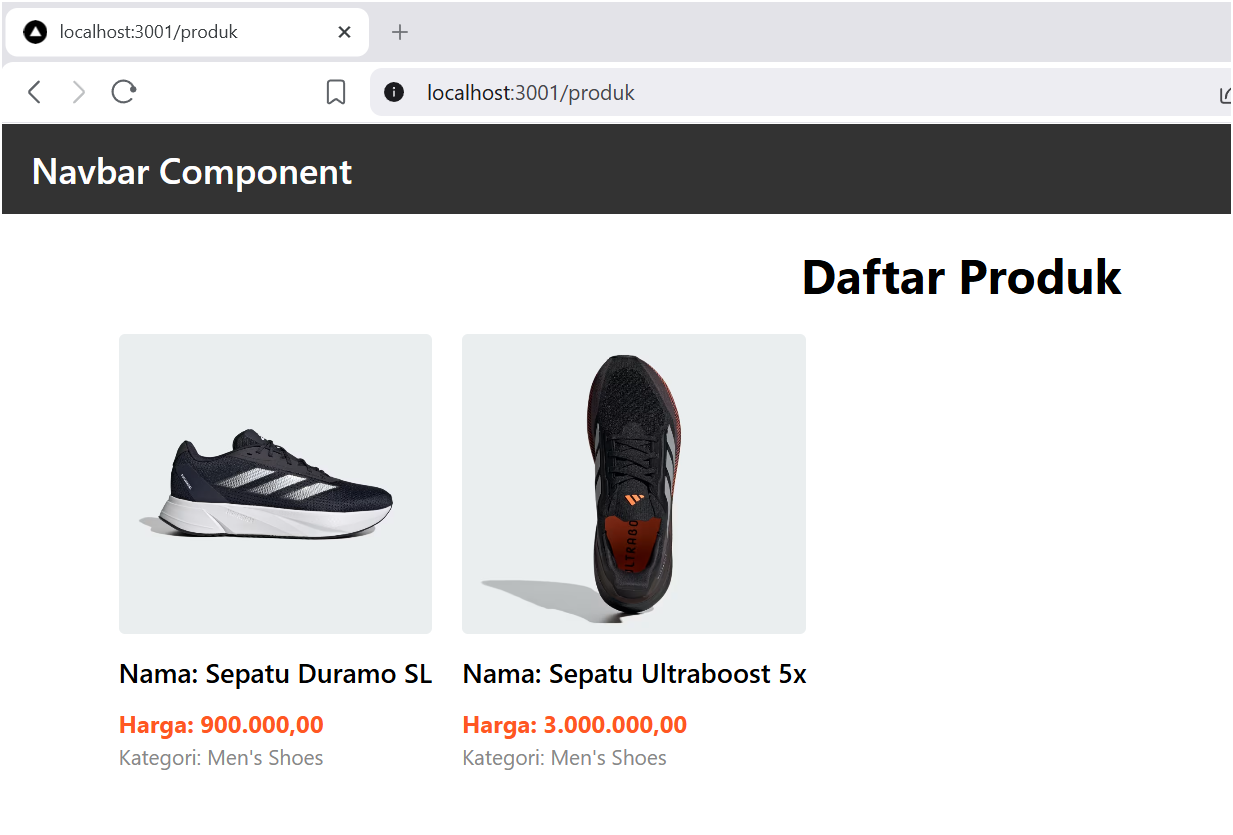 localhost:3001/produk
localhost:3001/produk
Navbar Component
Daftar Produk
ULTRABO
Nama: Sepatu Duramo SL
Nama: Sepatu Ultraboost 5x
Harga: 900.000,00
Harga: 3.000.000,00
Kategori: Men's Shoes
Kategori: Men's Shoes